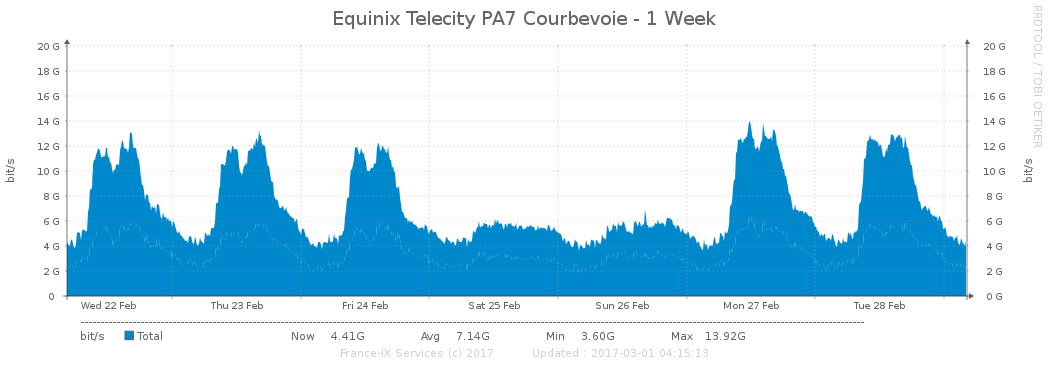 Equinix Telecity PA7 Courbevoie - 1 Week
RRDTOOL / TOBI OETIKER
bit/s
20 G 20 G
18 G 18 G
16 G 16 G
14 G 14 G
12 G 12 G
10 G 10 G
8 G 8 G
6 G 6 G
4 G 4 G
2 G 2 G
0 0 G
bit/s
Wed 22 Feb Thu 23 Feb Fri 24 Feb Sat 25 Feb Sun 26 Feb Mon 27 Feb Tue 28 Feb
bit/s Total Now 4.41G Avg 7.14G Min 3.60G Max 13.92G
France-IX Services (c) 2017 Updated : 2017-03-01 04:15:13